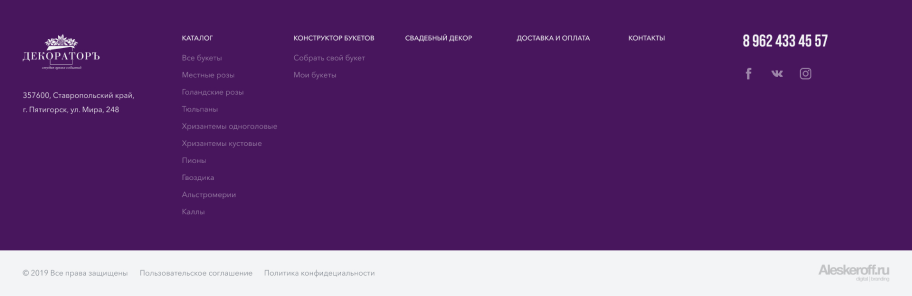 ДЕКОРАТОРЪ
357600, Ставропольский край,
г. Пятигорск, ул. Мира, 248
КАТАЛОГ
Все букеты
Местные розы
Голандские розы
Тюльпаны
Хризантемы одноголовые
Хризантемы кустовые
Пионы
Гвоздика
Альстромерии
Каллы
КОНСТРУКТОР БУКЕТОВ
Собрать свой букет
Мои букеты
СВАДЕБНЫЙ ДЕКОР
ДОСТАВКА И ОПЛАТА
КОНТАКТЫ
8 962 433 45 57
© 2019 Все права защищены
Пользовательское соглашение
Политика конфидециальности
Aleskeroff.ru
digital | branding